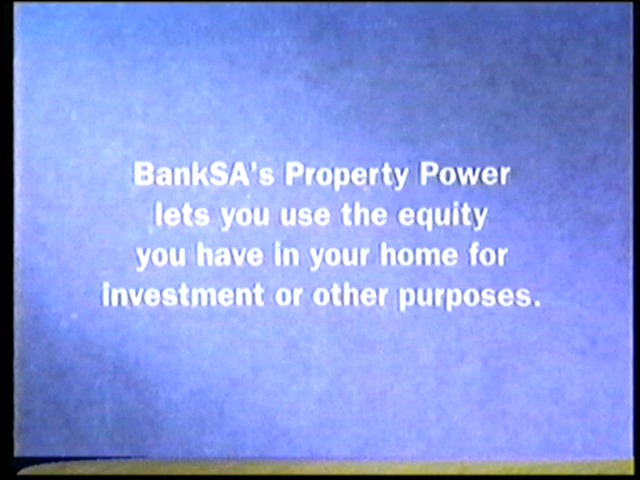 BankSA's Property Power
lets you use the equity
you have in your home for
investment or other purposes.